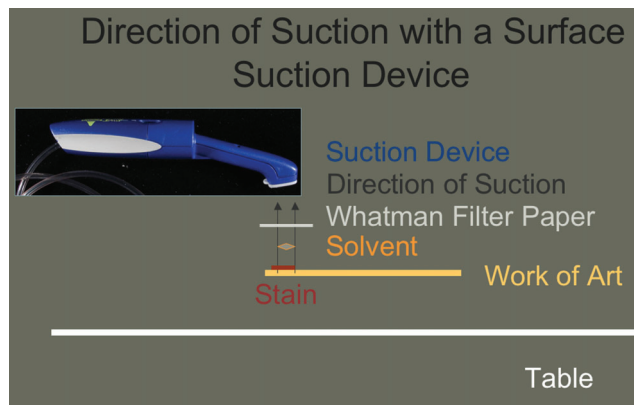 Direction of Suction with a Surface
Suction Device
Suction Device
Direction of Suction
Whatman Filter Paper
Solvent
Work of Art
Stain
Table